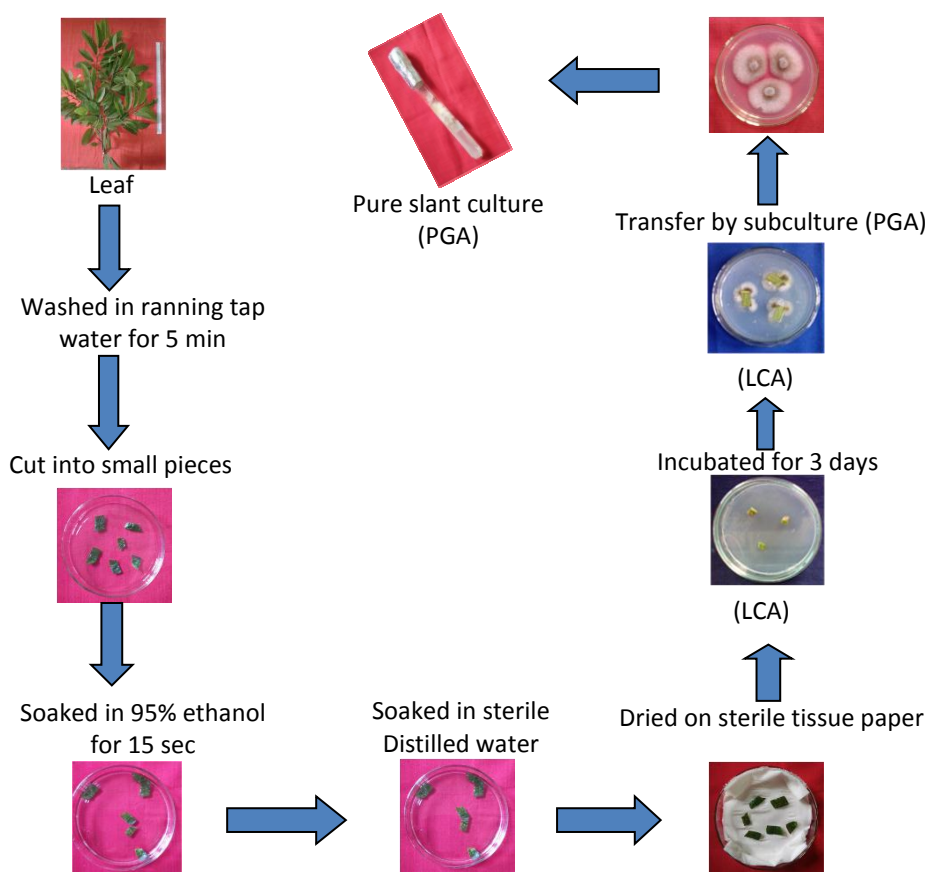 Leaf
Washed in ranning tap
water for 5 min
Cut into small pieces
Soaked in 95% ethanol
for 15 sec
Soaked in sterile
Distilled water
Dried on sterile tissue paper
(LCA)
Incubated for 3 days
(LCA)
Transfer by subculture (PGA)
Pure slant culture
(PGA)